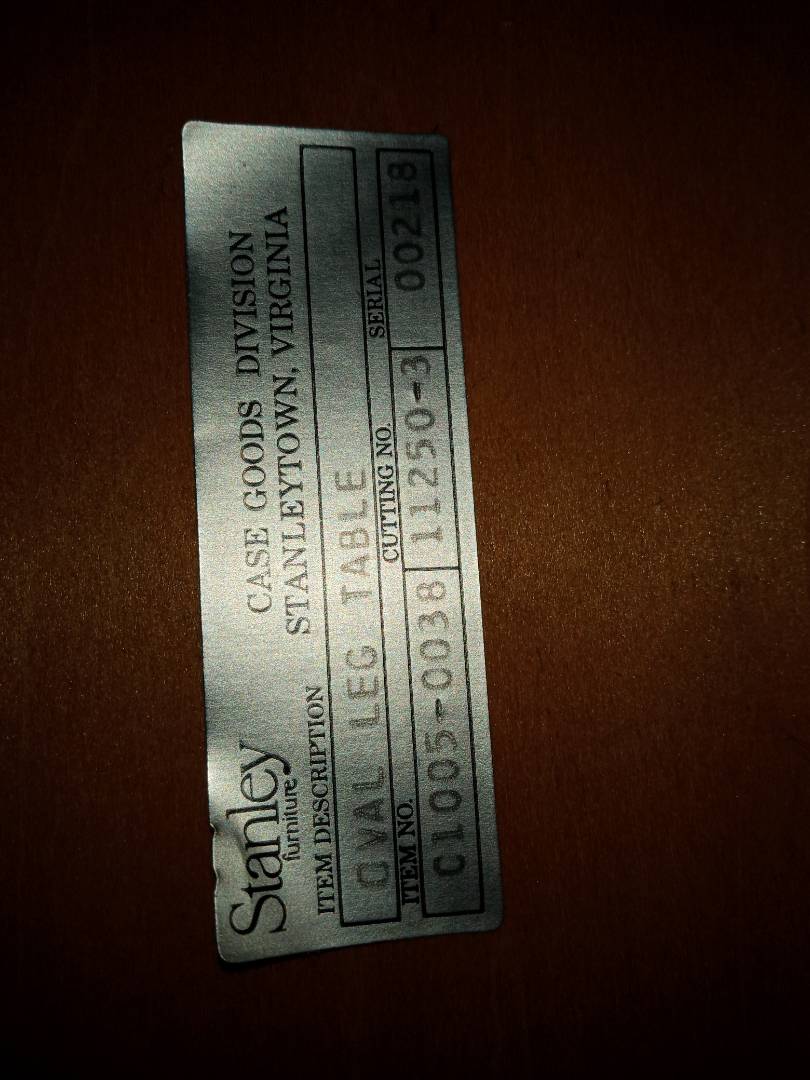 Stanley
furniture
CASE GOODS DIVISION
STANLEYTOWN, VIRGINIA
ITEM DESCRIPTION
OVAL LEG TABLE
ITEM NO. CUTTING NO. SERIAL
C1005-0038 11250-3 00218